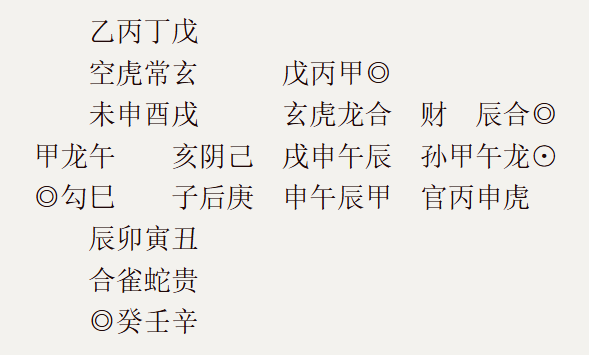 乙丙丁戊
空虎常玄　戊丙甲◎
未申酉戌　玄虎龙合　财　辰合◎
甲龙午　亥阴己　戌申午辰　孙甲午龙⊙
◎勾巳　子后庚　申午辰甲　官丙申虎
辰卯寅丑
合雀蛇贵
◎癸壬辛